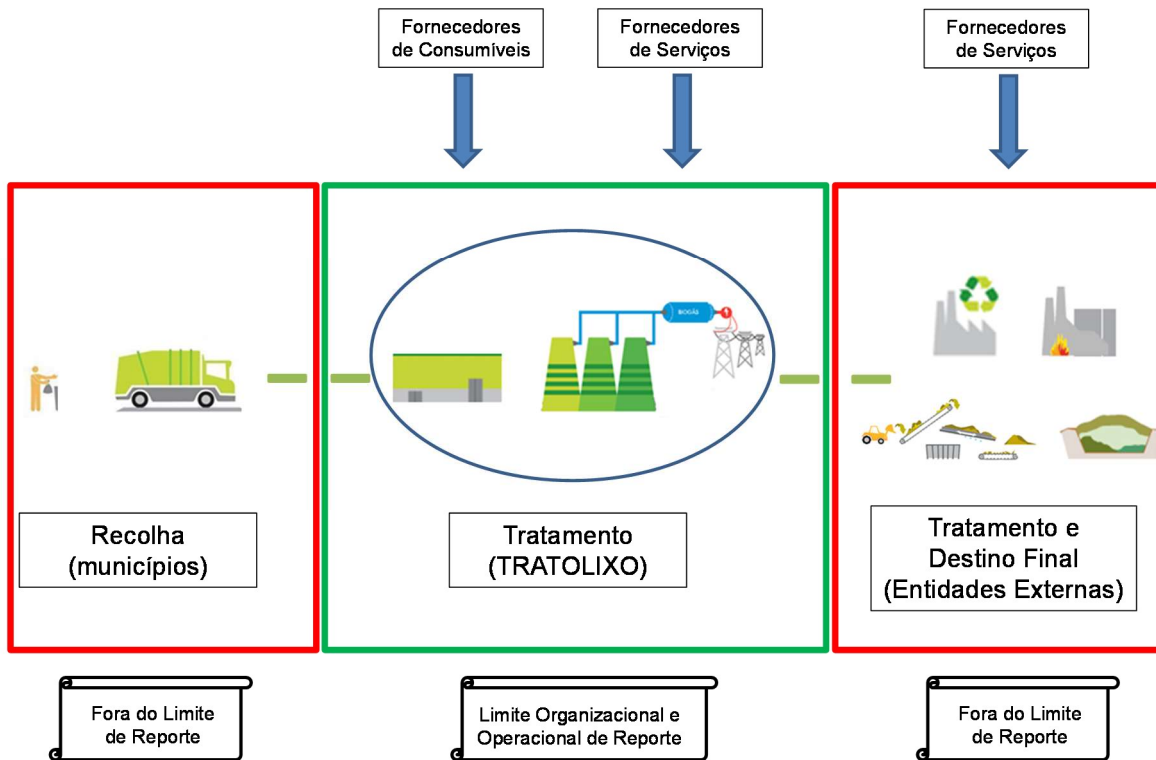 Fornecedores
de Consumíveis
Fornecedores
de Serviços
Fornecedores
de Serviços
BIOGÁS
Recolha
(municípios)
Tratamento
(TRATOLIXO)
Tratamento e
Destino Final
(Entidades Externas)
Fora do Limite
de Reporte
Limite Organizacional e
Operacional de Reporte
Fora do Limite
de Reporte